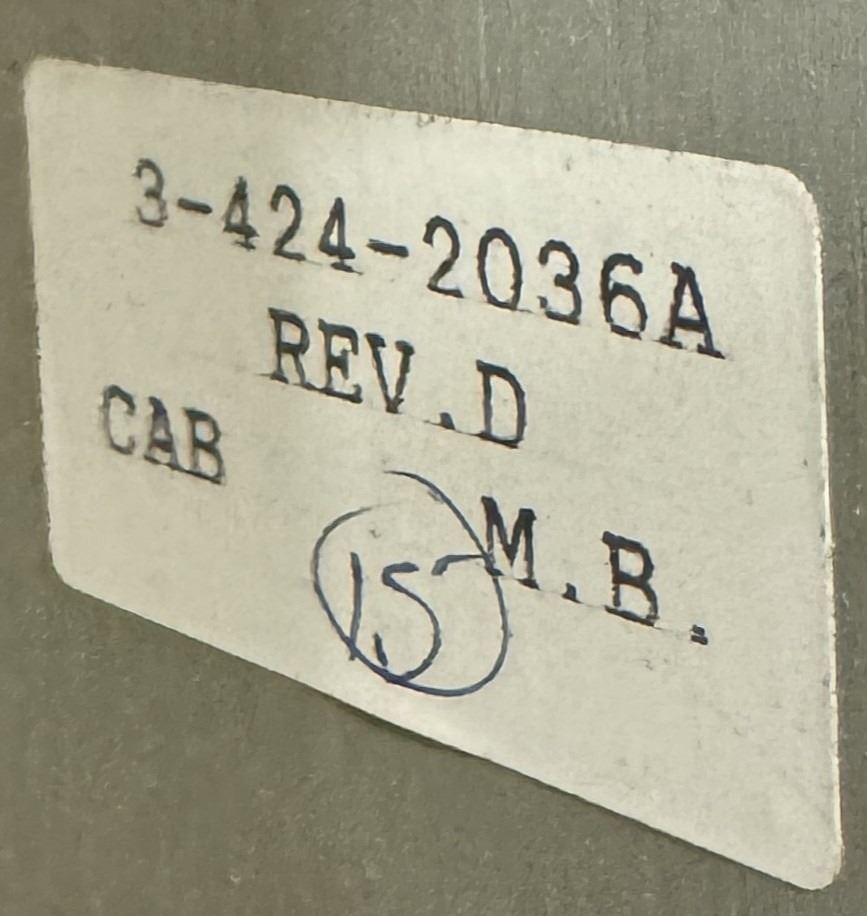 3-424-2036A
REV.D
CAB
M.B.
15